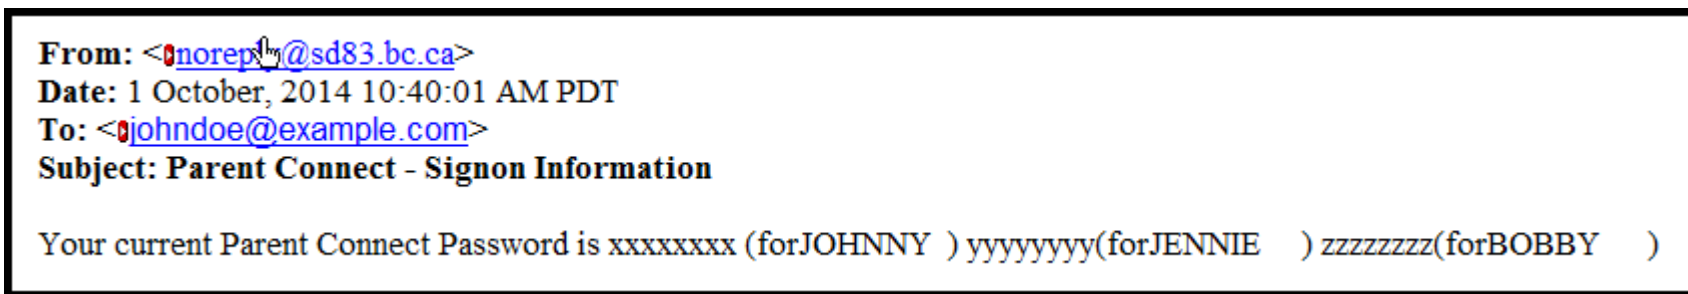 From: <noreply@sd83.bc.ca>
Date: 1 October, 2014 10:40:01 AM PDT
To: <johndoe@example.com>
Subject: Parent Connect - Signon Information
Your current Parent Connect Password is xxxxxxxx (forJOHNNY ) yyyyyyyy(forJENNIE ) zzzzzzzz(forBOBBY )